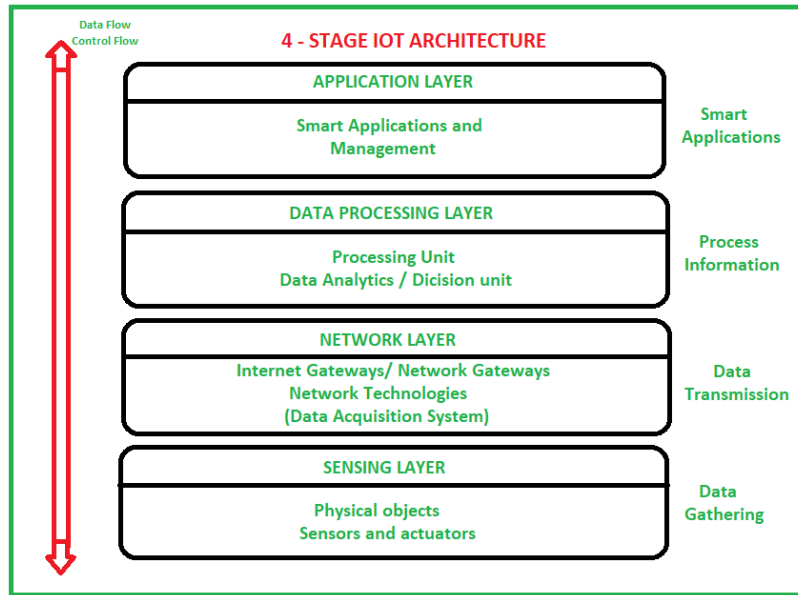 Data Flow
Control Flow
4 - STAGE IOT ARCHITECTURE
APPLICATION LAYER
Smart Applications and
Management
Smart
Applications
DATA PROCESSING LAYER
Processing Unit
Data Analytics / Dicision unit
Process
Information
NETWORK LAYER
Internet Gateways/ Network Gateways
Network Technologies
(Data Acquisition System)
Data
Transmission
SENSING LAYER
Physical objects
Sensors and actuators
Data
Gathering